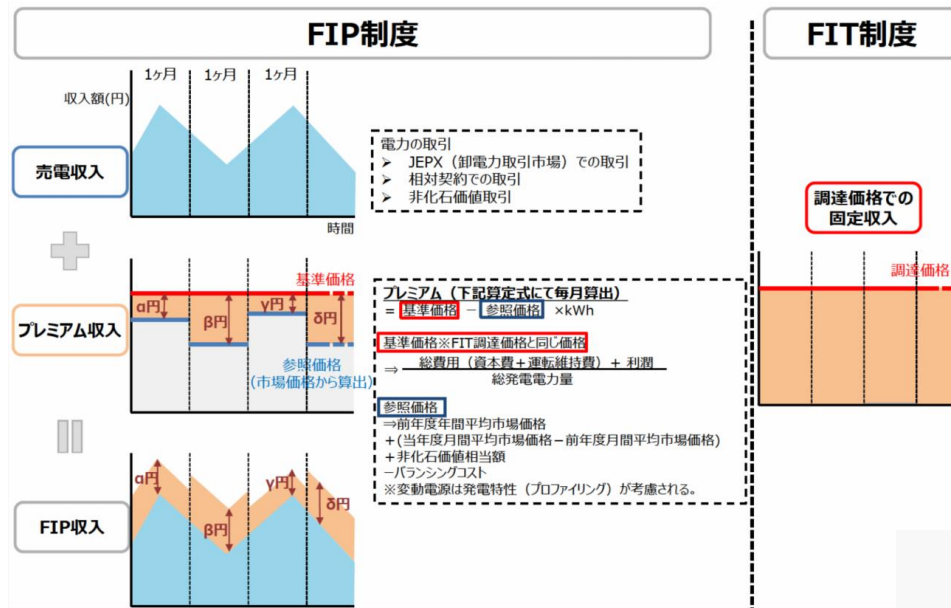 FIP制度
FIT制度
1ヶ月 1ヶ月 1ヶ月
収入額(円)
売電収入
時間
電力の取引
➢ JEPX（卸電力取引市場）での取引
➢ 相対契約での取引
➢ 非化石価値取引
調達価格での
固定収入
プレミアム収入
基準価格
α円
β円
γ円
δ円
参照価格
（市場価格から算出）
プレミアム（下記算定式にて毎月算出）
= 基準価格 − 参照価格 ×kWh
基準価格※FIT調達価格と同じ価格
⇒ 総費用（資本費＋運転維持費）＋ 利潤
総発電電力量
参照価格
⇒前年度年間平均市場価格
＋(当年度月間平均市場価格−前年度月間平均市場価格)
＋非化石価値相当額
−バランシングコスト
※変動電源は発電特性（プロファイリング）が考慮される。
調達価格
FIP収入
α円
β円
γ円
δ円